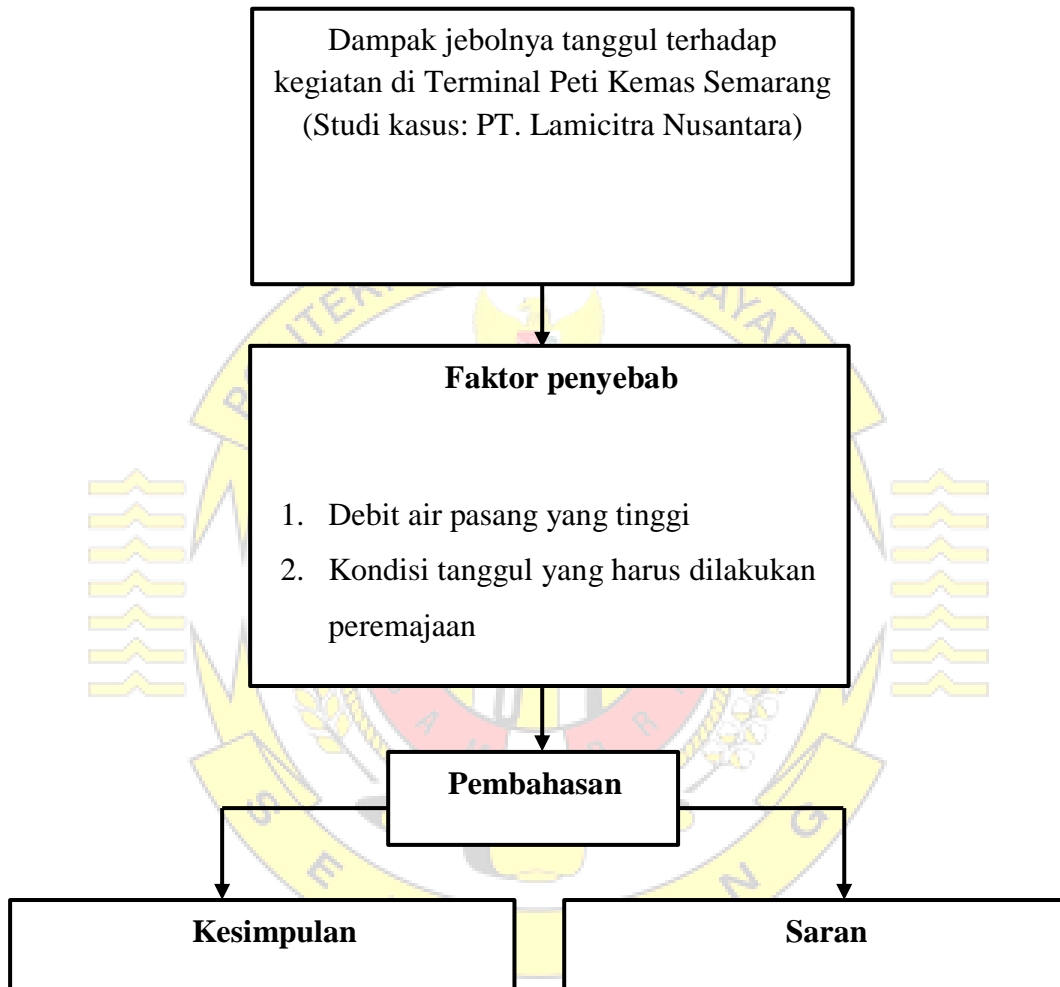 Dampak jebolnya tanggul terhadap
kegiatan di Terminal Peti Kemas Semarang
(Studi kasus: PT. Lamicitra Nusantara)
Faktor penyebab
1. Debit air pasang yang tinggi
2. Kondisi tanggul yang harus dilakukan
peremajaan
Pembahasan
Kesimpulan
Saran